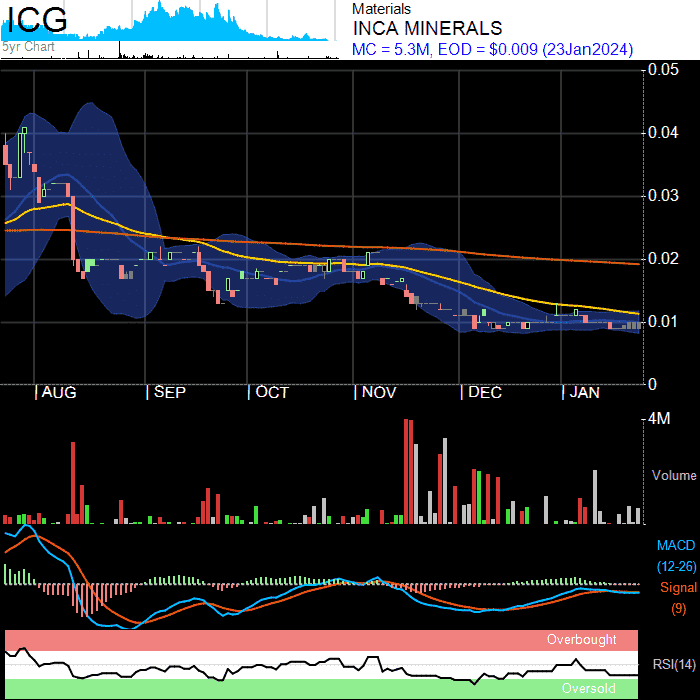 ICG
5yr Chart
Materials
INCA MINERALS
MC = 5.3M, EOD = $0.009 (23Jan2024)
0.05
0.04
0.03
0.02
0.01
0
| AUG | SEP | OCT | NOV | DEC | JAN
4M
Volume
MACD
(12-26)
Signal
(9)
Overbought
RSI(14)
Oversold